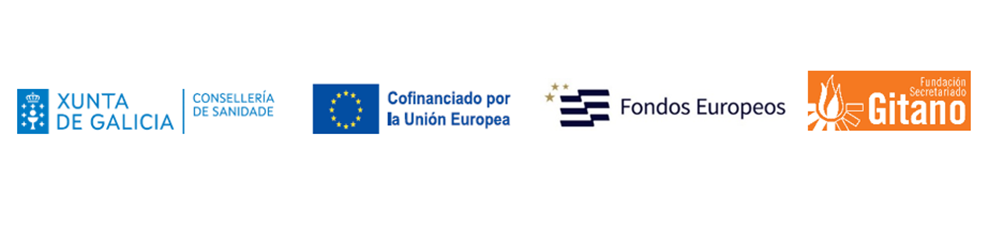 XUNTA
DE GALICIA
CONSELLERÍA
DE SANIDADE
Cofinanciado por
la Unión Europea
Fondos Europeos
Fundación
Secretariado
Gitano